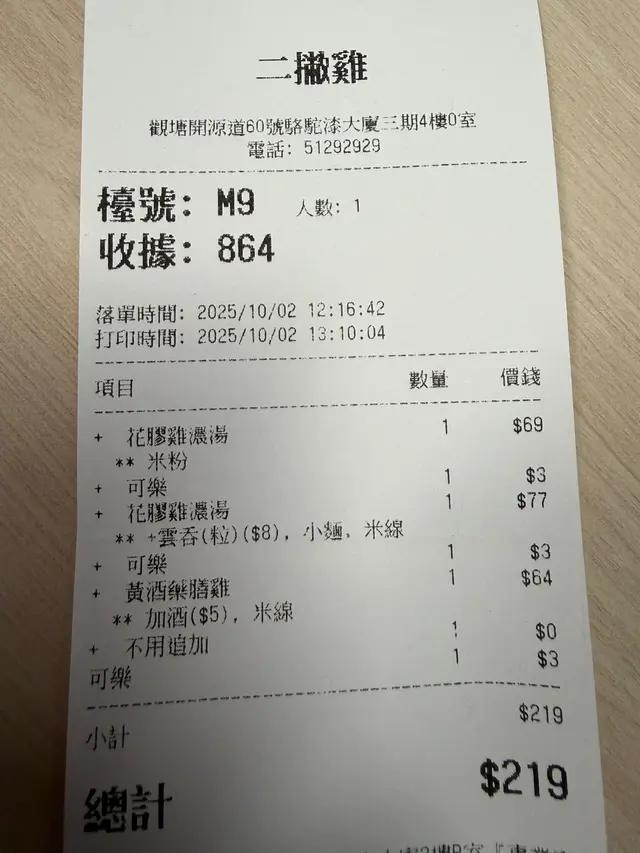 二撇雞
觀塘開源道60號駱駝漆大廈三期4樓O室
電話: 51292929
檯號: M9 人數: 1
收據: 864
落單時間: 2025/10/02 12:16:42
打印時間: 2025/10/02 13:10:04
項目 數量 價錢
+ 花膠雞濃湯 1 $69
** 米粉
+ 可樂 1 $3
+ 花膠雞濃湯 1 $77
** +雲吞(粒)($8), 小麵, 米線
+ 可樂 1 $3
+ 黃酒藥膳雞 1 $64
** 加酒($5), 米線
+ 不用追加 1 $0
可樂 1 $3
小計 $219
總計 $219